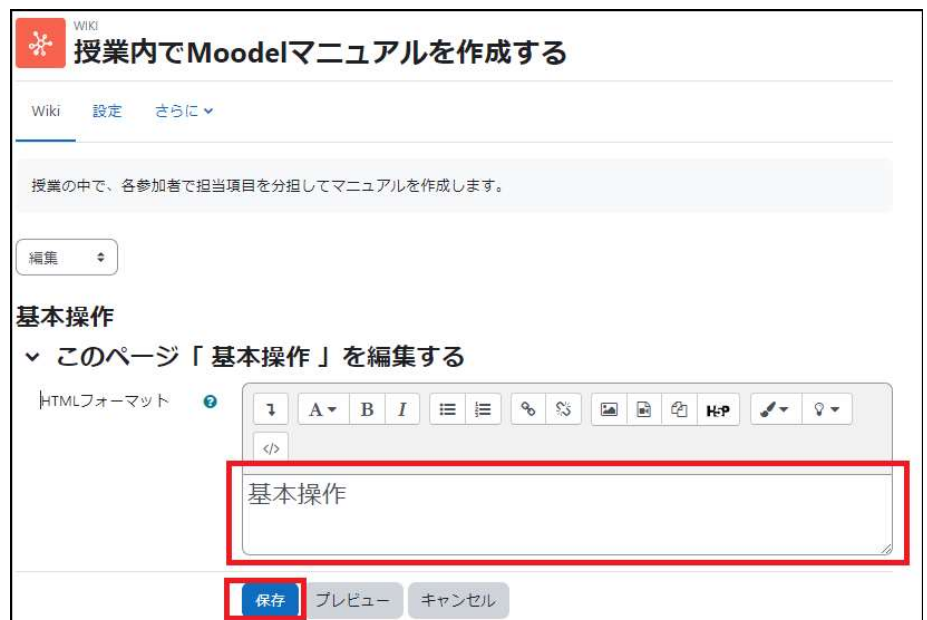 WIKI
授業内でMoodelマニュアルを作成する
Wiki 設定 さらに
授業の中で、各参加者で担当項目を分担してマニュアルを作成します。
編集
基本操作
このページ「 基本操作 」を編集する
HTMLフォーマット
A B I H5P
</>
基本操作
保存 プレビュー キャンセル